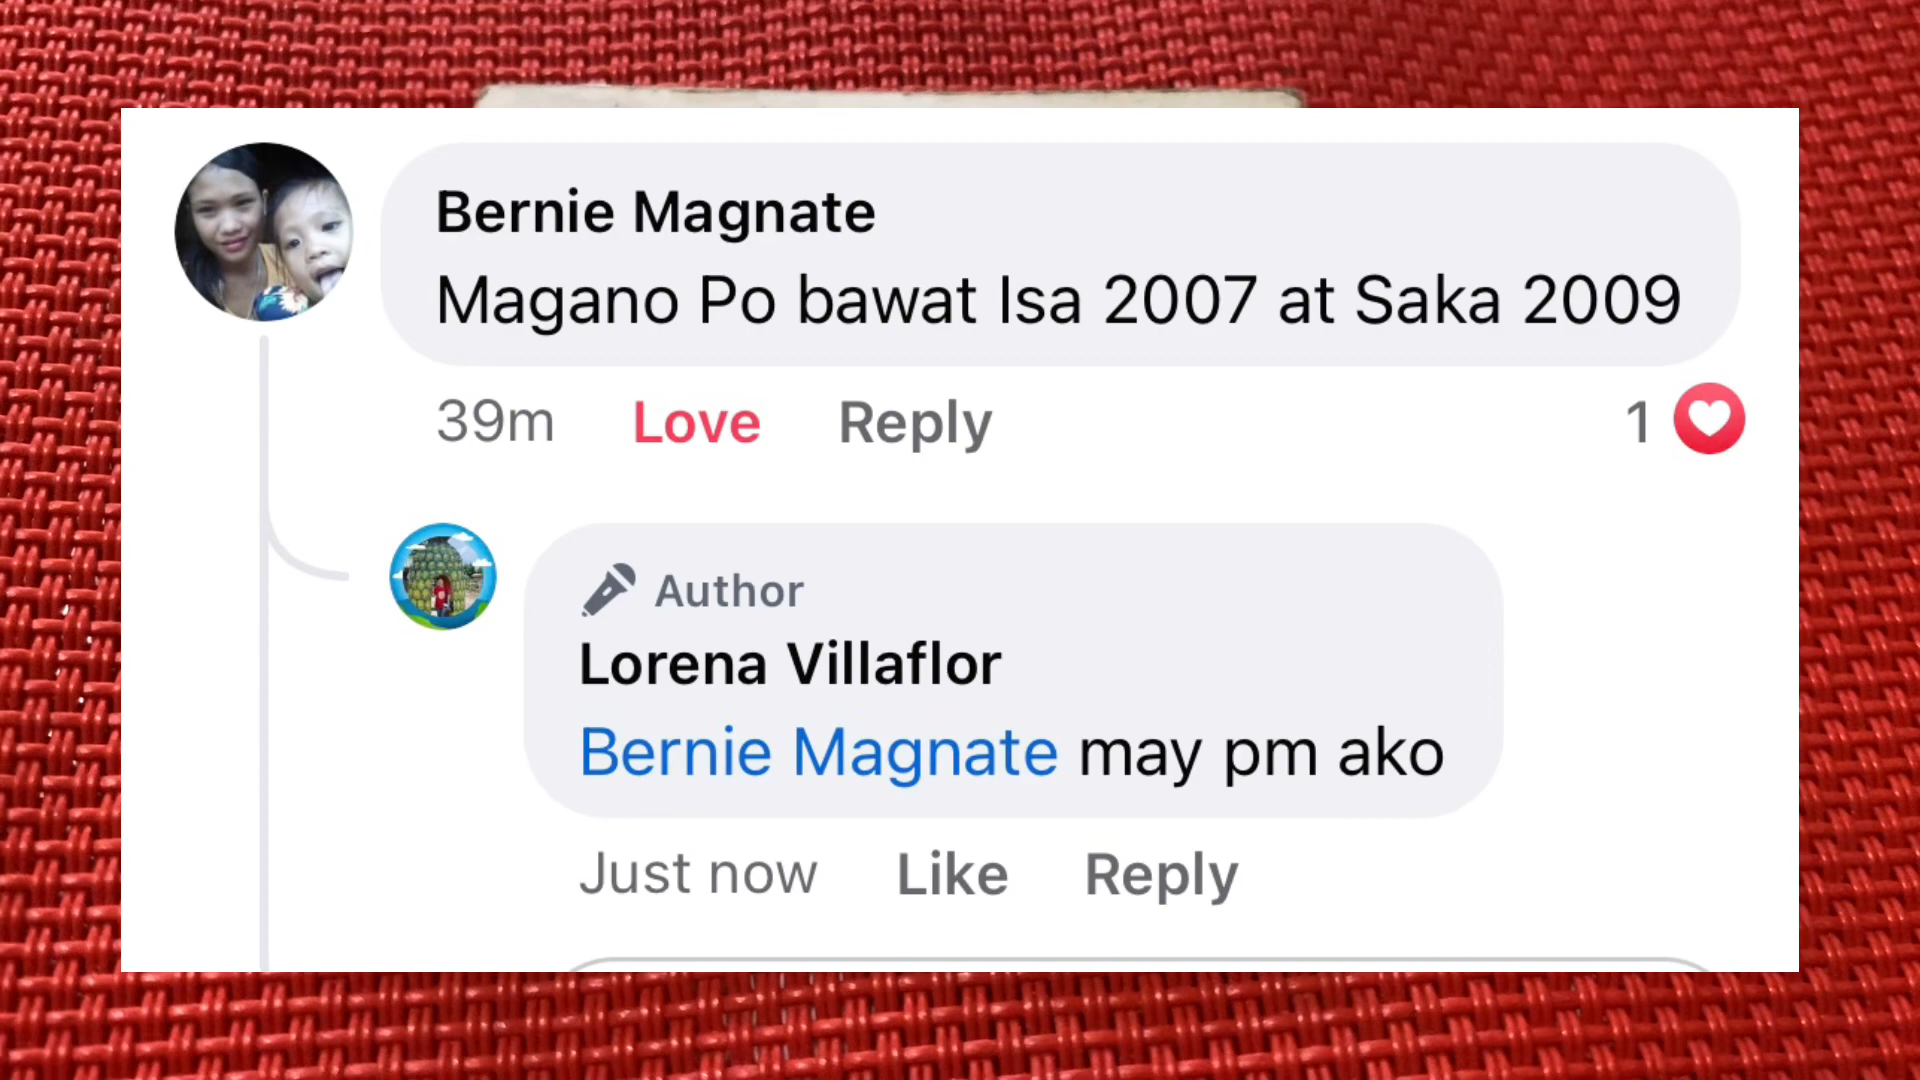 Bernie Magnate
Magano Po bawat Isa 2007 at Saka 2009
39m Love Reply 1
Author
Lorena Villaflor
Bernie Magnate may pm ako
Just now Like Reply